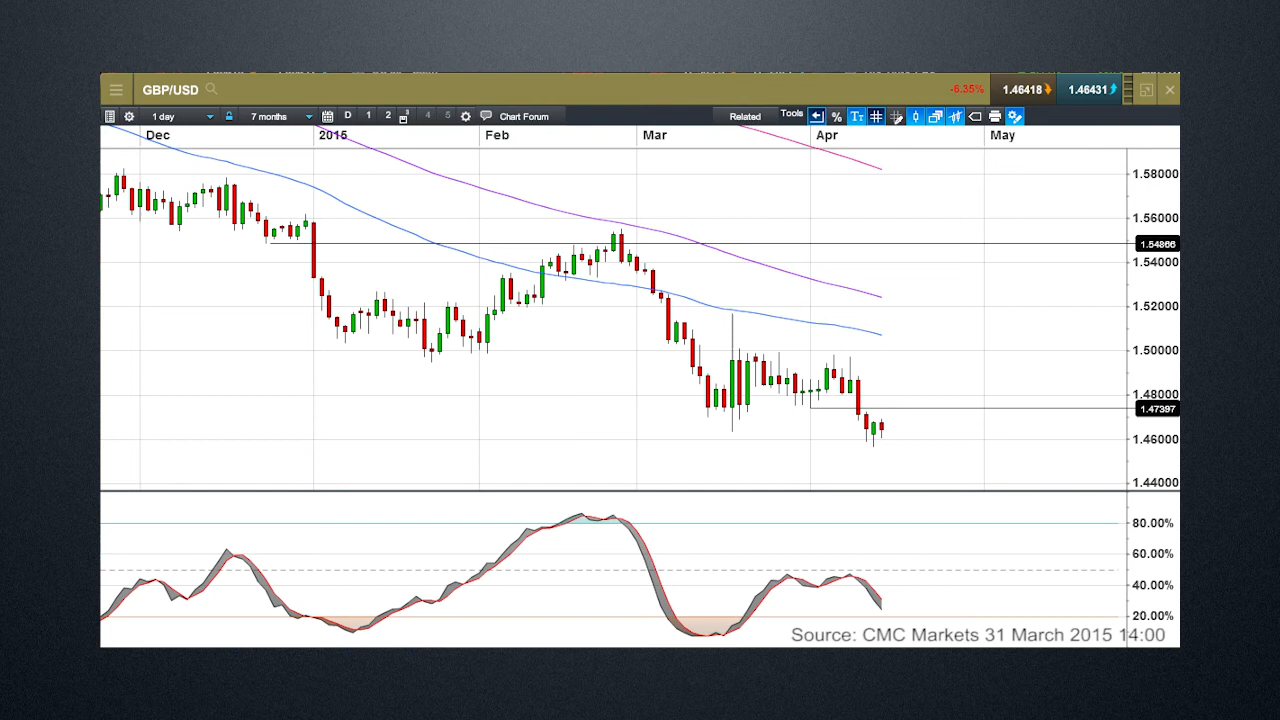 GBP/USD
-6.35%
1.46418
1.46431
1 day
7 months
D
1
2
3
4
5
Chart Forum
Related
Tools
%
Tт
Dec
2015
Feb
Mar
Apr
May
1.58000
1.56000
1.54866
1.54000
1.52000
1.50000
1.48000
1.47397
1.46000
1.44000
80.00%
60.00%
40.00%
20.00%
Source: CMC Markets 31 March 2015 14:00